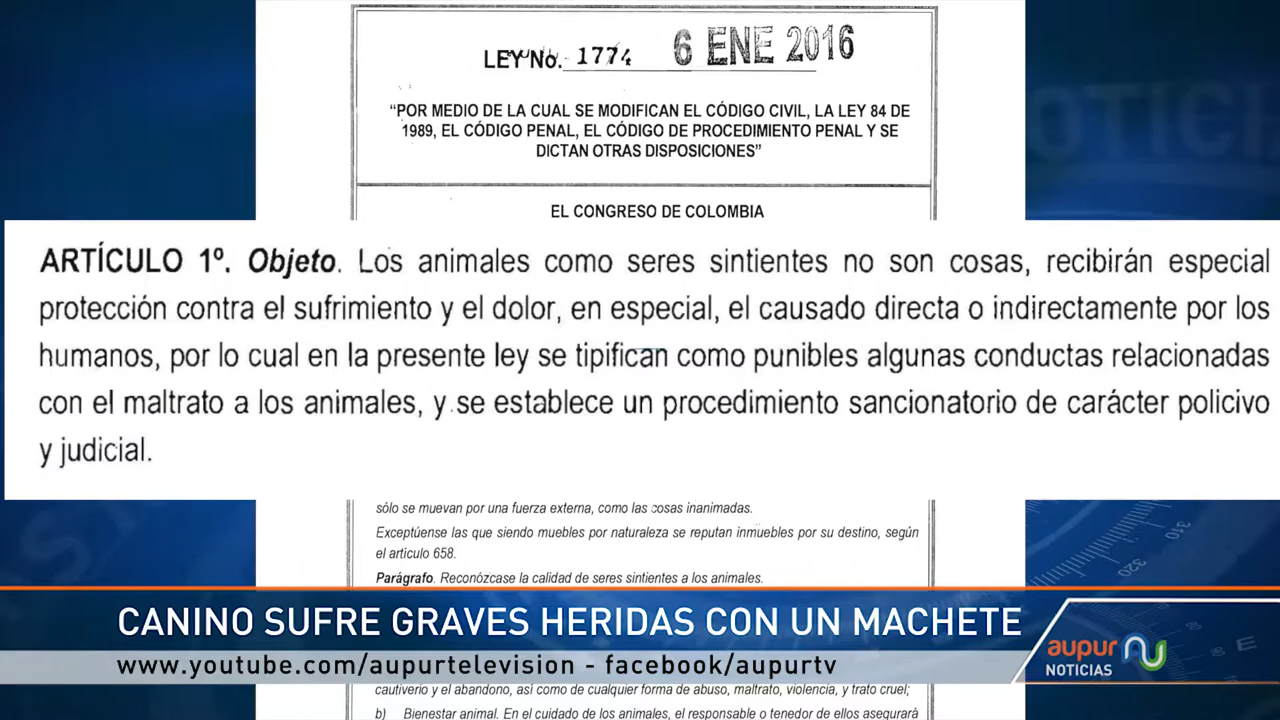 LEY No. 1774 6 ENE 2016
“POR MEDIO DE LA CUAL SE MODIFICAN EL CÓDIGO CIVIL, LA LEY 84 DE
1989, EL CÓDIGO PENAL, EL CÓDIGO DE PROCEDIMIENTO PENAL Y SE
DICTAN OTRAS DISPOSICIONES”
EL CONGRESO DE COLOMBIA
ARTÍCULO 1º. Objeto. Los animales como seres sintientes no son cosas, recibirán especial
protección contra el sufrimiento y el dolor, en especial, el causado directa o indirectamente por los
humanos, por lo cual en la presente ley se tipifican como punibles algunas conductas relacionadas
con el maltrato a los animales, y se establece un procedimiento sancionatorio de carácter policivo
y judicial.
sólo se muevan por una fuerza externa, como las cosas inanimadas.
Exceptúense las que siendo muebles por naturaleza se reputan inmuebles por su destino, según
el artículo 658.
Parágrafo. Reconózcase la calidad de seres sintientes a los animales.
CANINO SUFRE GRAVES HERIDAS CON UN MACHETE
www.youtube.com/aupurtelevision - facebook/aupurtv
aupur
NOTICIAS
cautiverio y el abandono, así como de cualquier forma de abuso, maltrato, violencia, y trato cruel;
b) Bienestar animal. En el cuidado de los animales, el responsable o tenedor de ellos asegurará
NOTICI
310
320
E